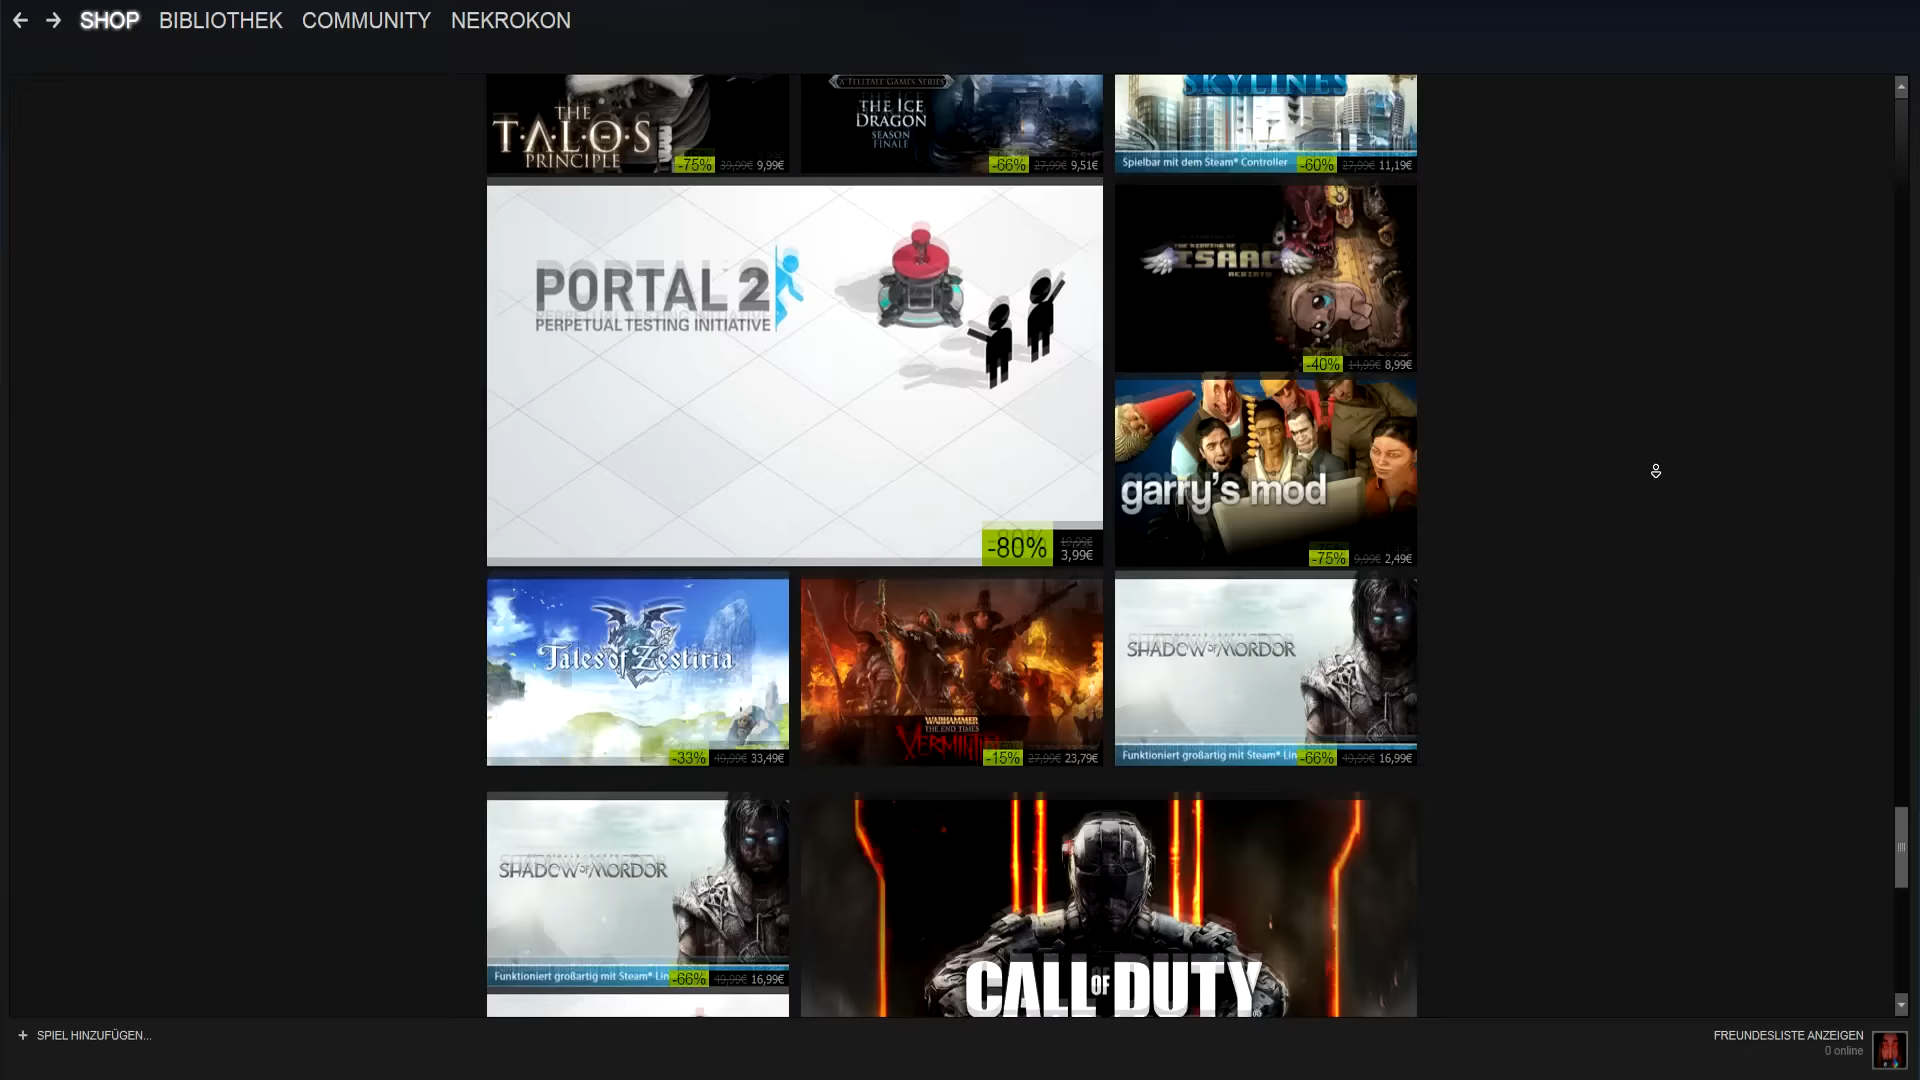 SHOP BIBLIOTHEK COMMUNITY NEKROKON
THE
T·A·L·O·S
PRINCIPLE
-75% 39,99€ 9,99€
A TELLTALE GAMES SERIES
THE ICE
DRAGON
SEASON
FINALE
-66% 27,99€ 9,51€
SKYLINES
Spielbar mit dem Steam® Controller
-60% 27,99€ 11,19€
PORTAL 2
PERPETUAL TESTING INITIATIVE
-80% 19,99€
3,99€
THE BINDING OF
ISAAC
REBIRTH
-40% 14,99€ 8,99€
garry's mod
-75% 9,99€ 2,49€
Tales of Zestiria
-33% 49,99€ 33,49€
WARHAMMER
THE END TIMES
VERMINTIDE
-15% 27,99€ 23,79€
SHADOW OF MORDOR
Funktioniert großartig mit Steam® Lin
-66% 49,99€ 16,99€
SHADOW OF MORDOR
Funktioniert großartig mit Steam® Lin
-66% 49,99€ 16,99€
CALL OF DUTY®
+ SPIEL HINZUFÜGEN...
FREUNDESLISTE ANZEIGEN
0 online